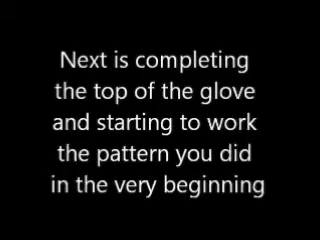 Next is completing
the top of the glove
and starting to work
the pattern you did
in the very beginning